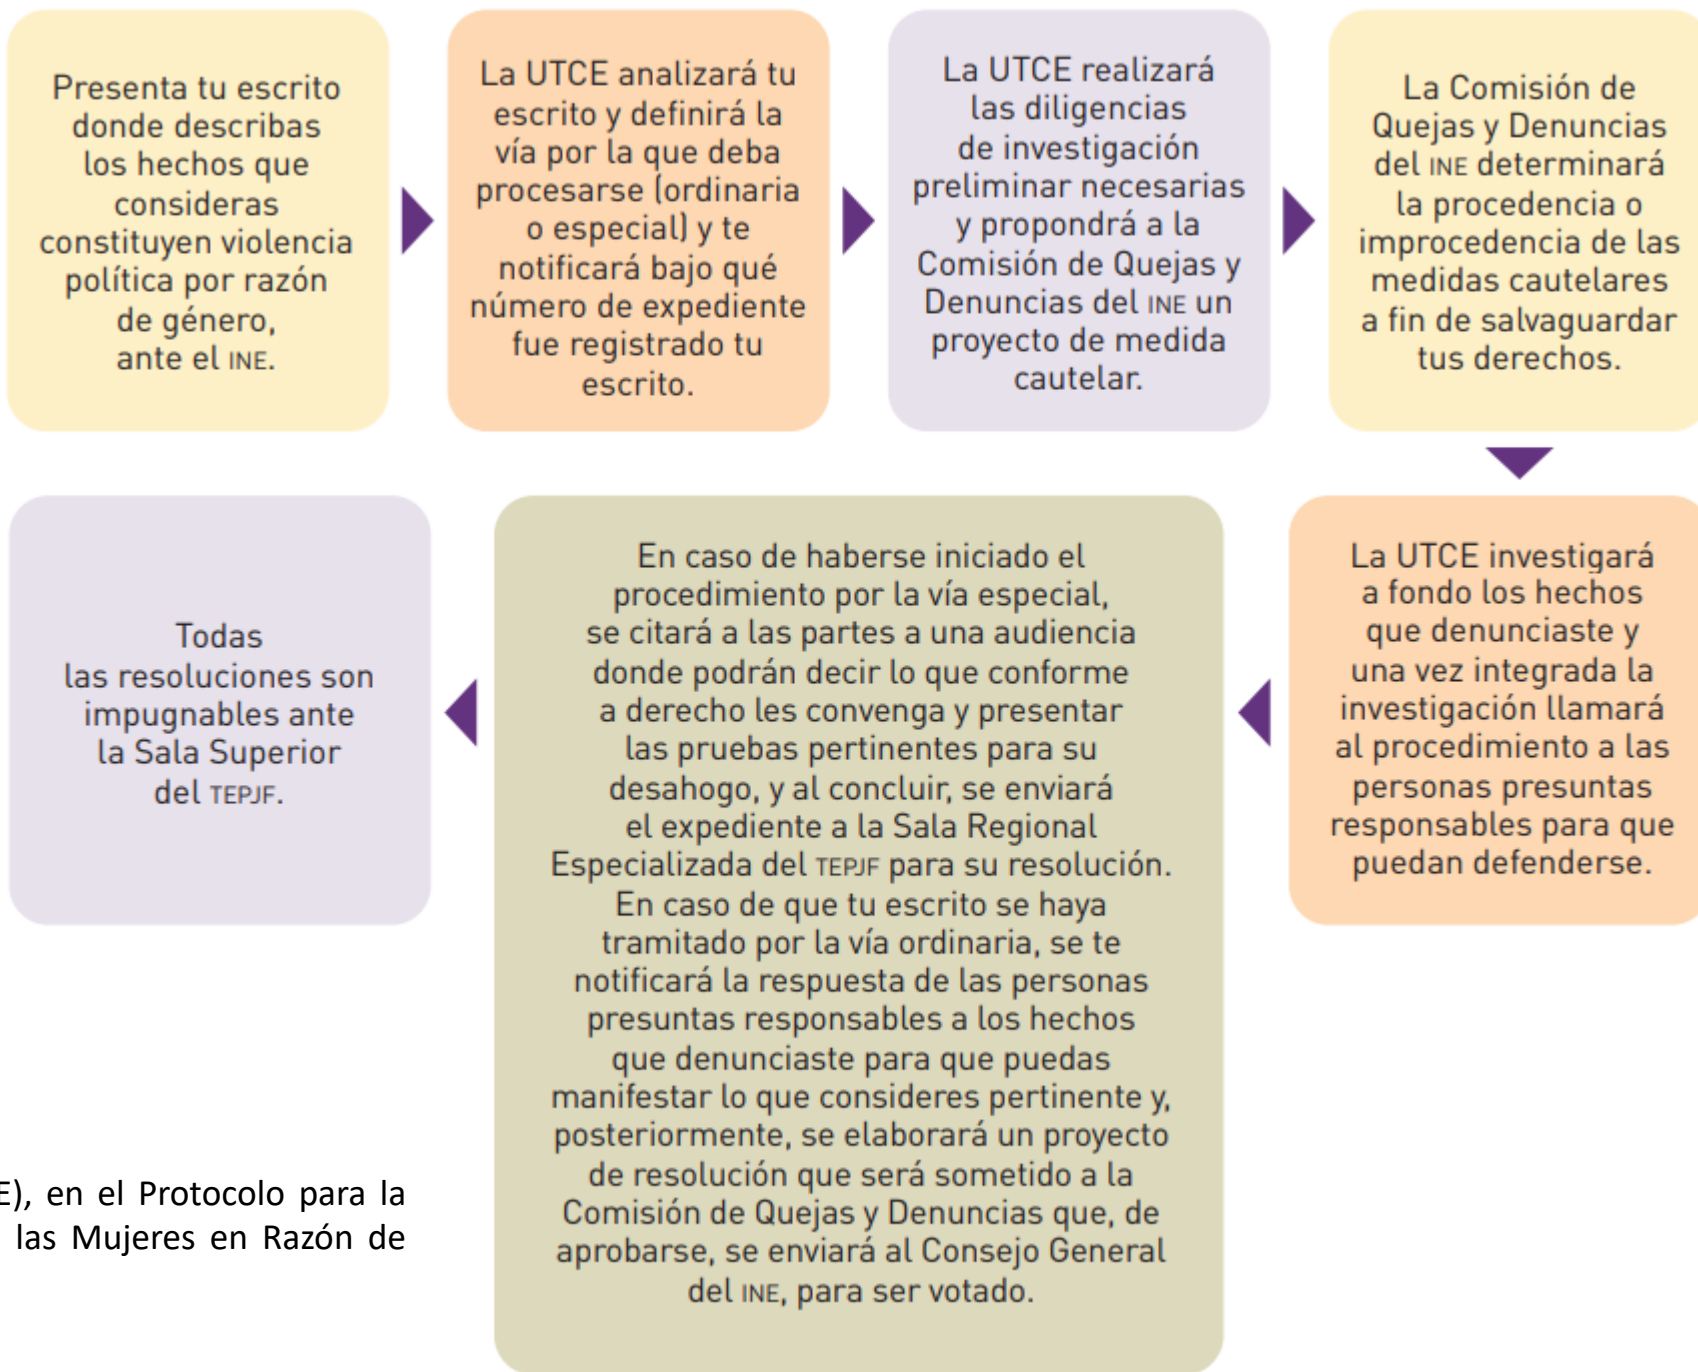 Presenta tu escrito
donde describas
los hechos que
consideras
constituyen violencia
política por razón
de género,
ante el INE.
La UTCE analizará tu
escrito y definirá la
vía por la que deba
procesarse (ordinaria
o especial) y te
notificará bajo qué
número de expediente
fue registrado tu
escrito.
La UTCE realizará
las diligencias
de investigación
preliminar necesarias
y propondrá a la
Comisión de Quejas y
Denuncias del INE un
proyecto de medida
cautelar.
La Comisión de
Quejas y Denuncias
del INE determinará
la procedencia o
improcedencia de las
medidas cautelares
a fin de salvaguardar
tus derechos.
La UTCE investigará
a fondo los hechos
que denunciaste y
una vez integrada la
investigación llamará
al procedimiento a las
personas presuntas
responsables para que
puedan defenderse.
En caso de haberse iniciado el
procedimiento por la vía especial,
se citará a las partes a una audiencia
donde podrán decir lo que conforme
a derecho les convenga y presentar
las pruebas pertinentes para su
desahogo, y al concluir, se enviará
el expediente a la Sala Regional
Especializada del TEPJF para su resolución.
En caso de que tu escrito se haya
tramitado por la vía ordinaria, se te
notificará la respuesta de las personas
presuntas responsables a los hechos
que denunciaste para que puedas
manifestar lo que consideres pertinente y,
posteriormente, se elaborará un proyecto
de resolución que será sometido a la
Comisión de Quejas y Denuncias que, de
aprobarse, se enviará al Consejo General
del INE, para ser votado.
Todas
las resoluciones son
impugnables ante
la Sala Superior
del TEPJF.
E), en el Protocolo para la
las Mujeres en Razón de